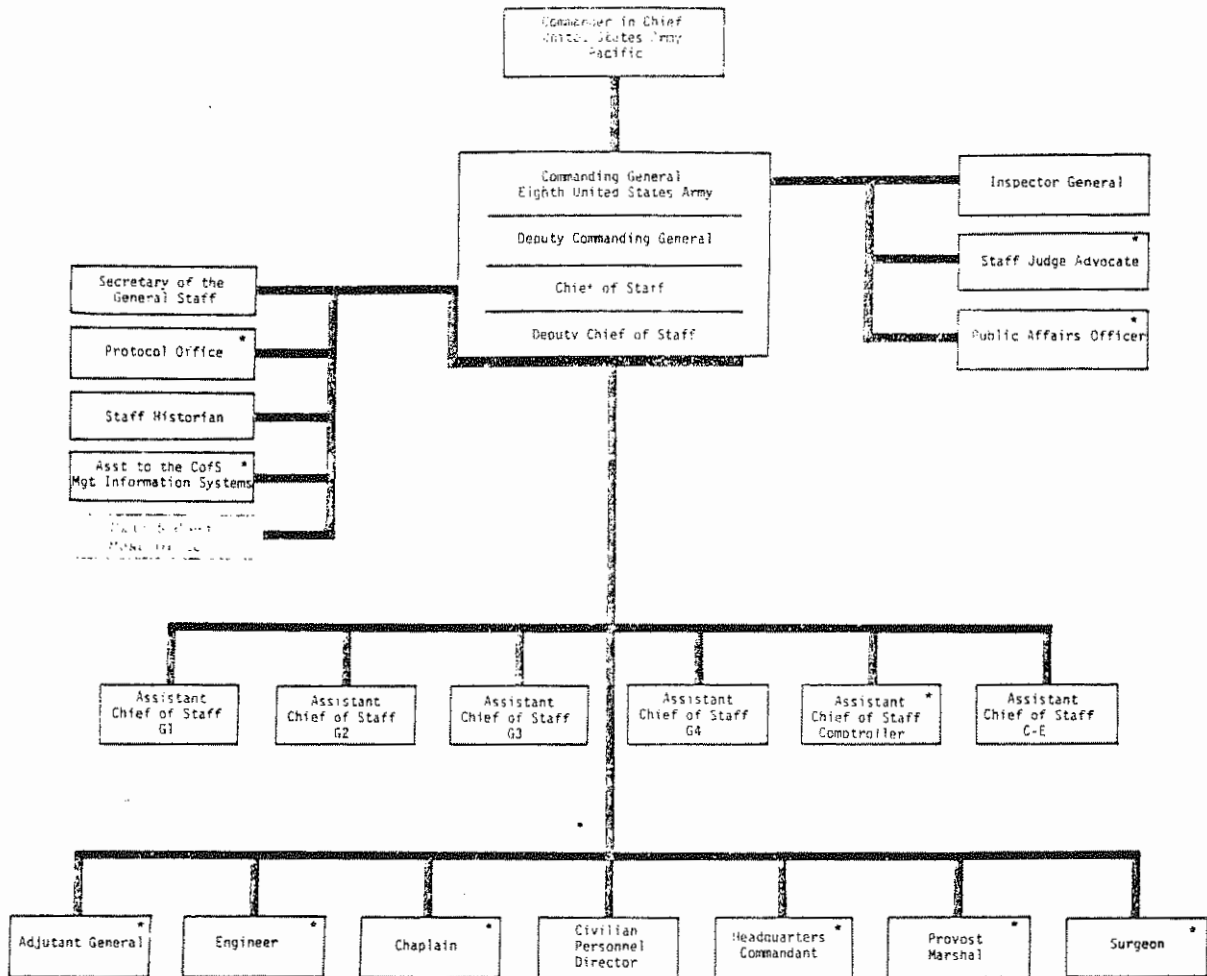 Commander in Chief
United States Army
Pacific
Commanding General
Eighth United States Army
Deputy Commanding General
Chief of Staff
Deputy Chief of Staff
Inspector General
*
Staff Judge Advocate
*
Public Affairs Officer
Secretary of the
General Staff
*
Protocol Office
Staff Historian
Asst to the CofS *
Mgt Information Systems
Assistant
Chief of Staff
G1
Assistant
Chief of Staff
G2
Assistant
Chief of Staff
G3
Assistant
Chief of Staff
G4
Assistant *
Chief of Staff
Comptroller
Assistant
Chief of Staff
C-E
*
Adjutant General
*
Engineer
*
Chaplain
Civilian
Personnel
Director
*
Headquarters
Commandant
*
Provost
Marshal
*
Surgeon